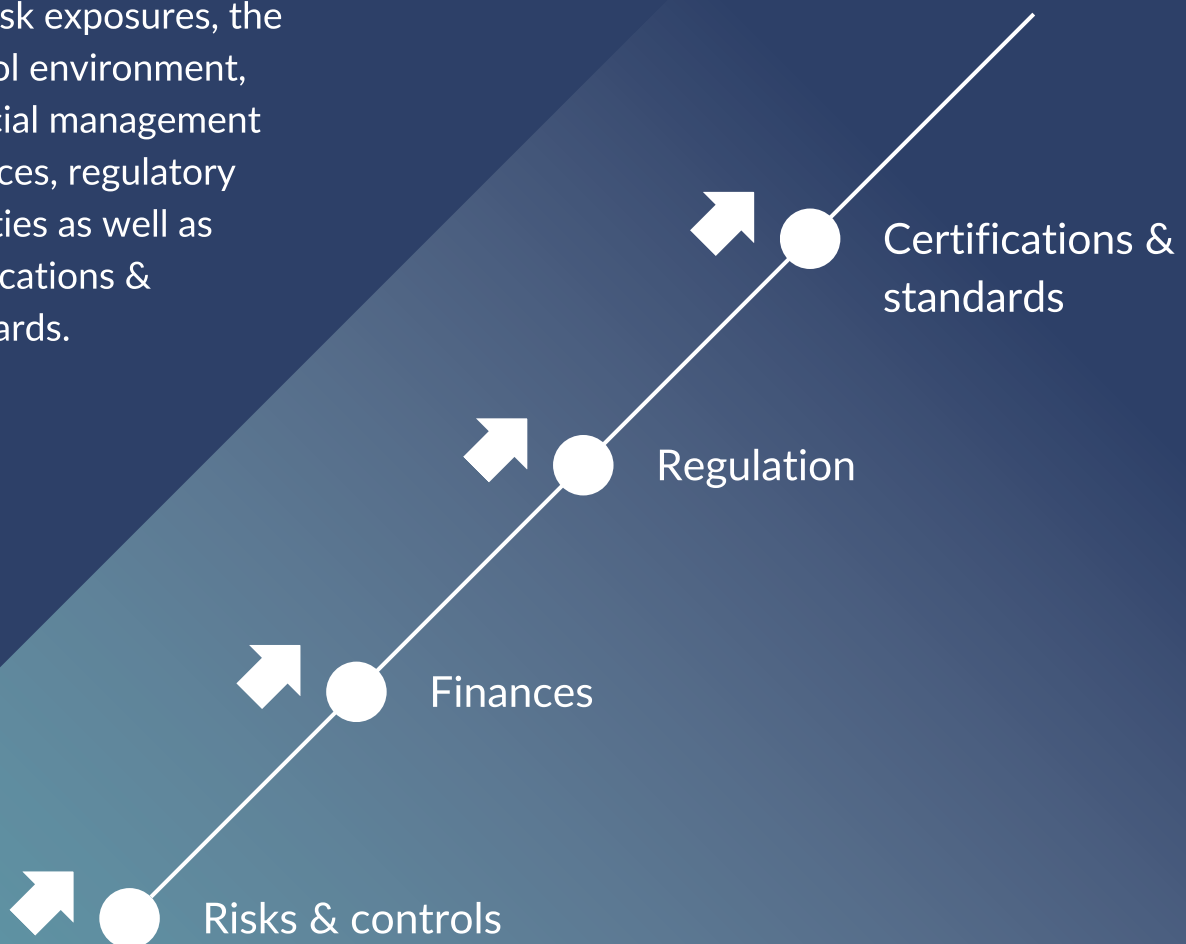 sk exposures, the
ol environment,
cial management
ces, regulatory
ties as well as
ications &
ards.
Certifications &
standards
Regulation
Finances
Risks & controls